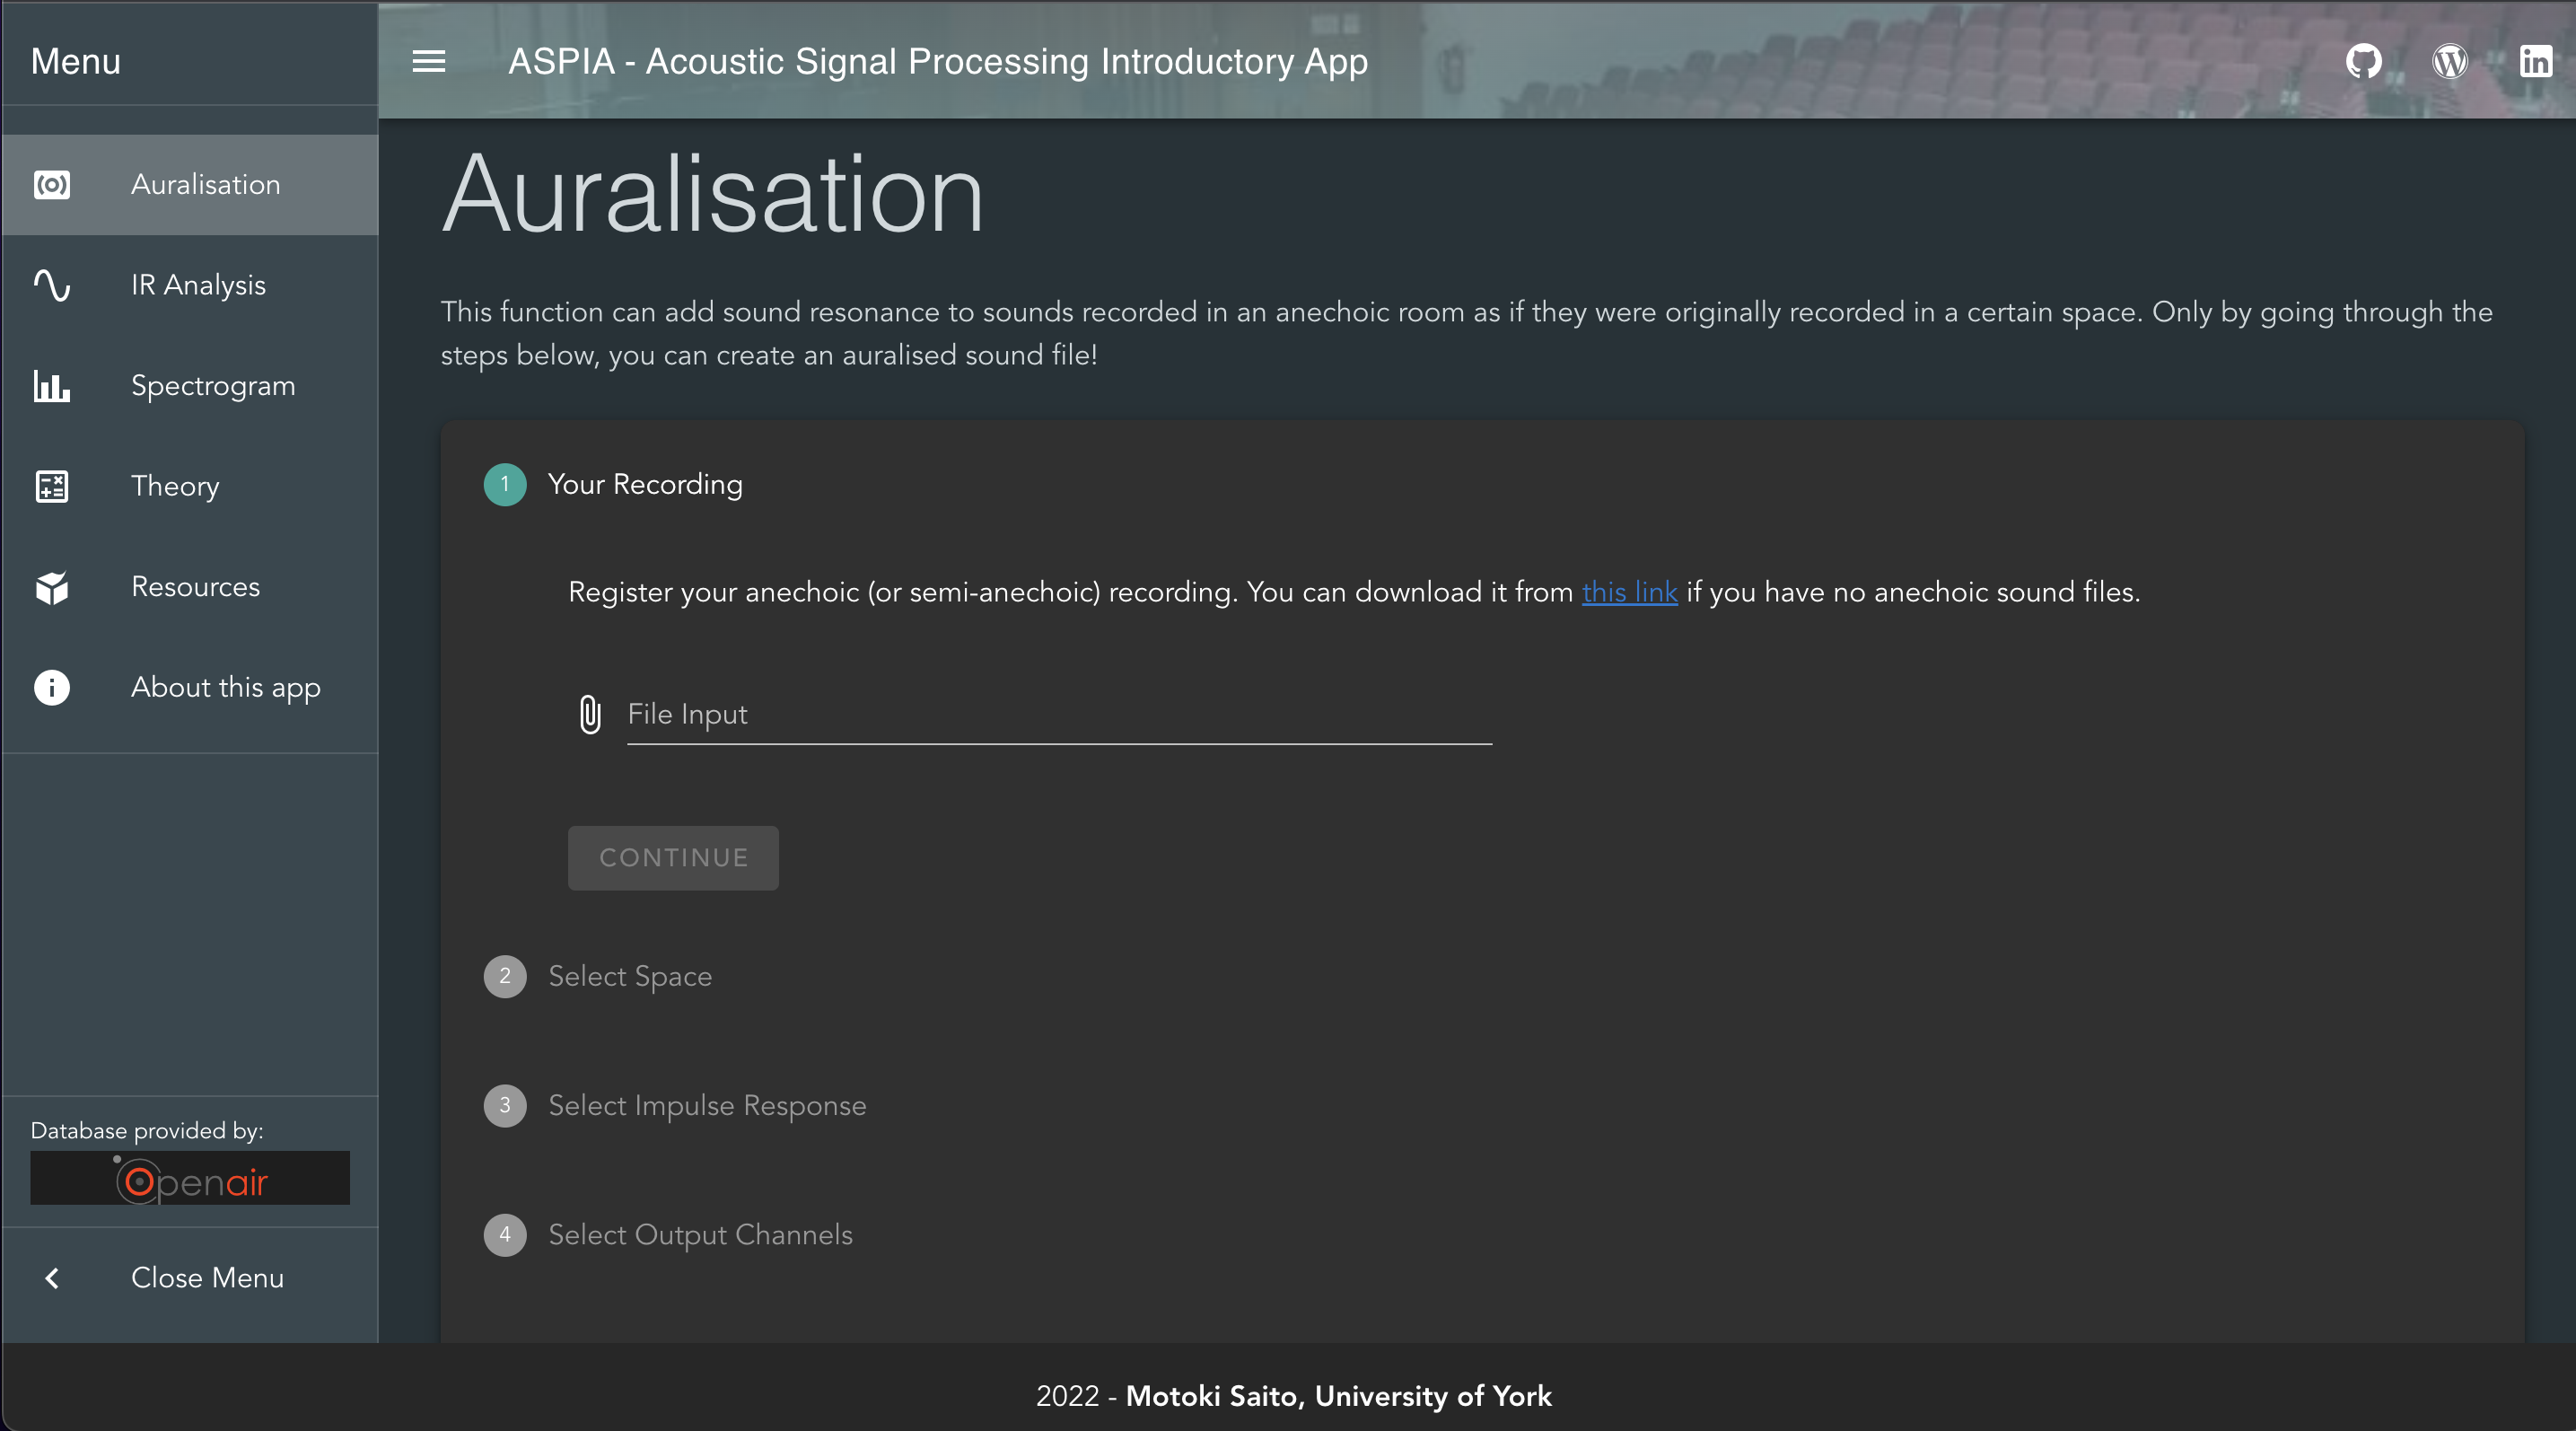 Menu
ASPIA - Acoustic Signal Processing Introductory App
Auralisation
IR Analysis
Spectrogram
Theory
Resources
About this app
Database provided by:
Openair
Close Menu
Auralisation
This function can add sound resonance to sounds recorded in an anechoic room as if they were originally recorded in a certain space. Only by going through the
steps below, you can create an auralised sound file!
1 Your Recording
Register your anechoic (or semi-anechoic) recording. You can download it from this link if you have no anechoic sound files.
File Input
CONTINUE
2 Select Space
3 Select Impulse Response
4 Select Output Channels
2022 - Motoki Saito, University of York